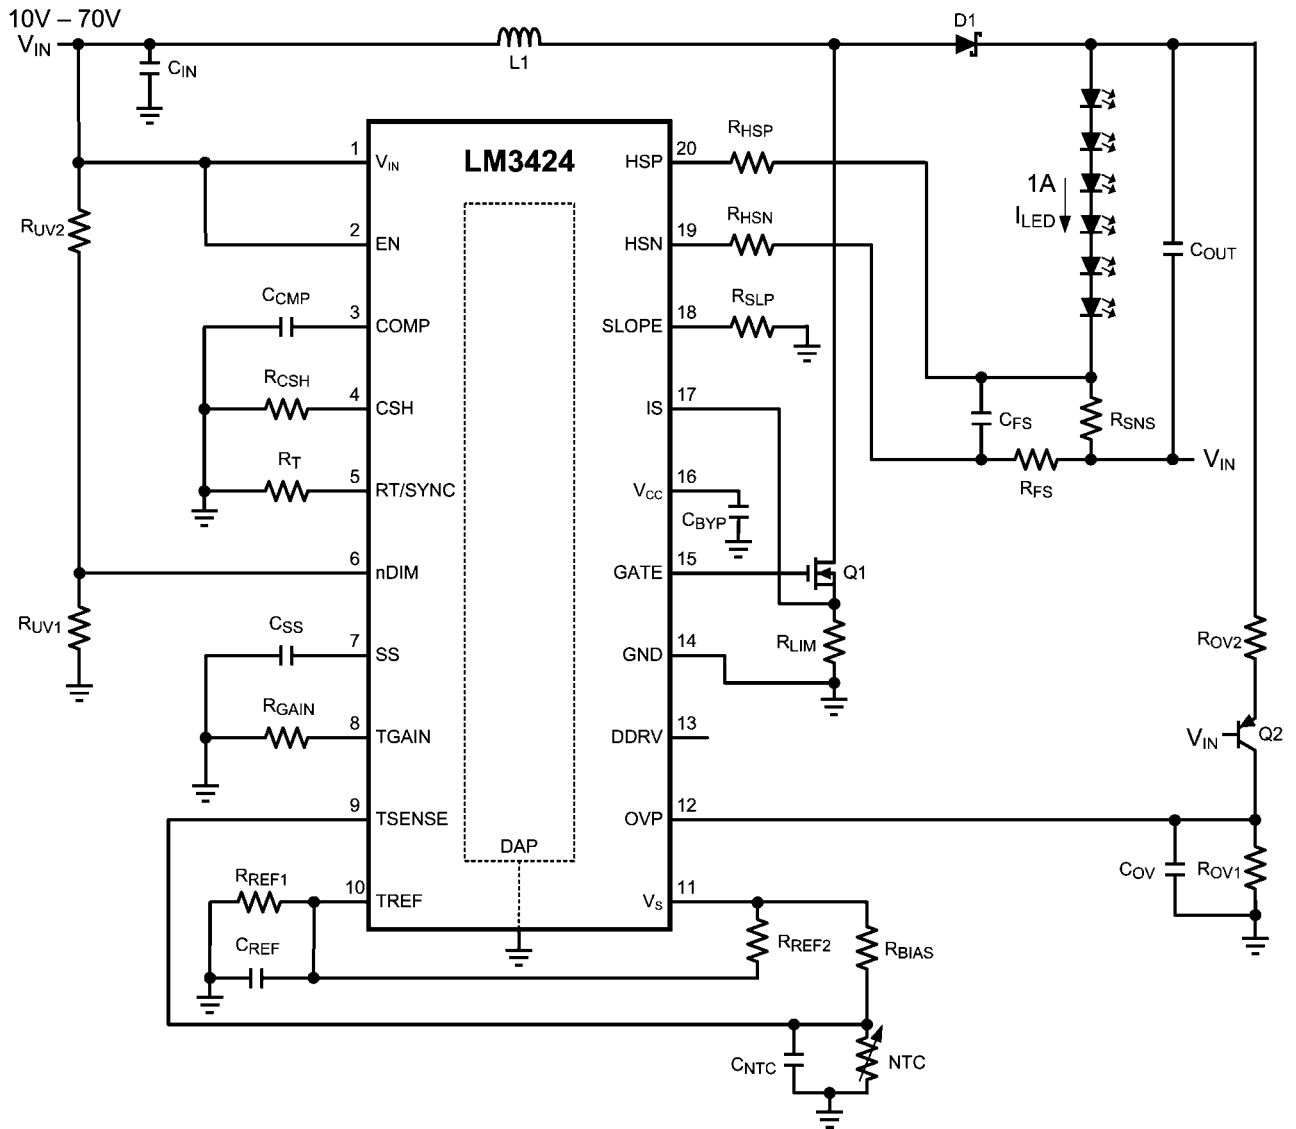 10V – 70V
VIN
CIN
L1
D1
LM3424
1
VIN
2
EN
3
COMP
4
CSH
5
RT/SYNC
6
nDIM
7
SS
8
TGAIN
9
TSENSE
10
TREF
DAP
20
HSP
19
HSN
18
SLOPE
17
IS
16
VCC
15
GATE
14
GND
13
DDRV
12
OVP
11
VS
RUV2
RUV1
CCMP
RCSH
RT
CSS
RGAIN
RREF1
CREF
RHSP
RHSN
RSLP
CBYP
Q1
RLIM
1A
ILED
COUT
CFS
RSNS
RFS
VIN
ROV2
VIN
Q2
COV
ROV1
RREF2
RBIAS
CNTC
NTC